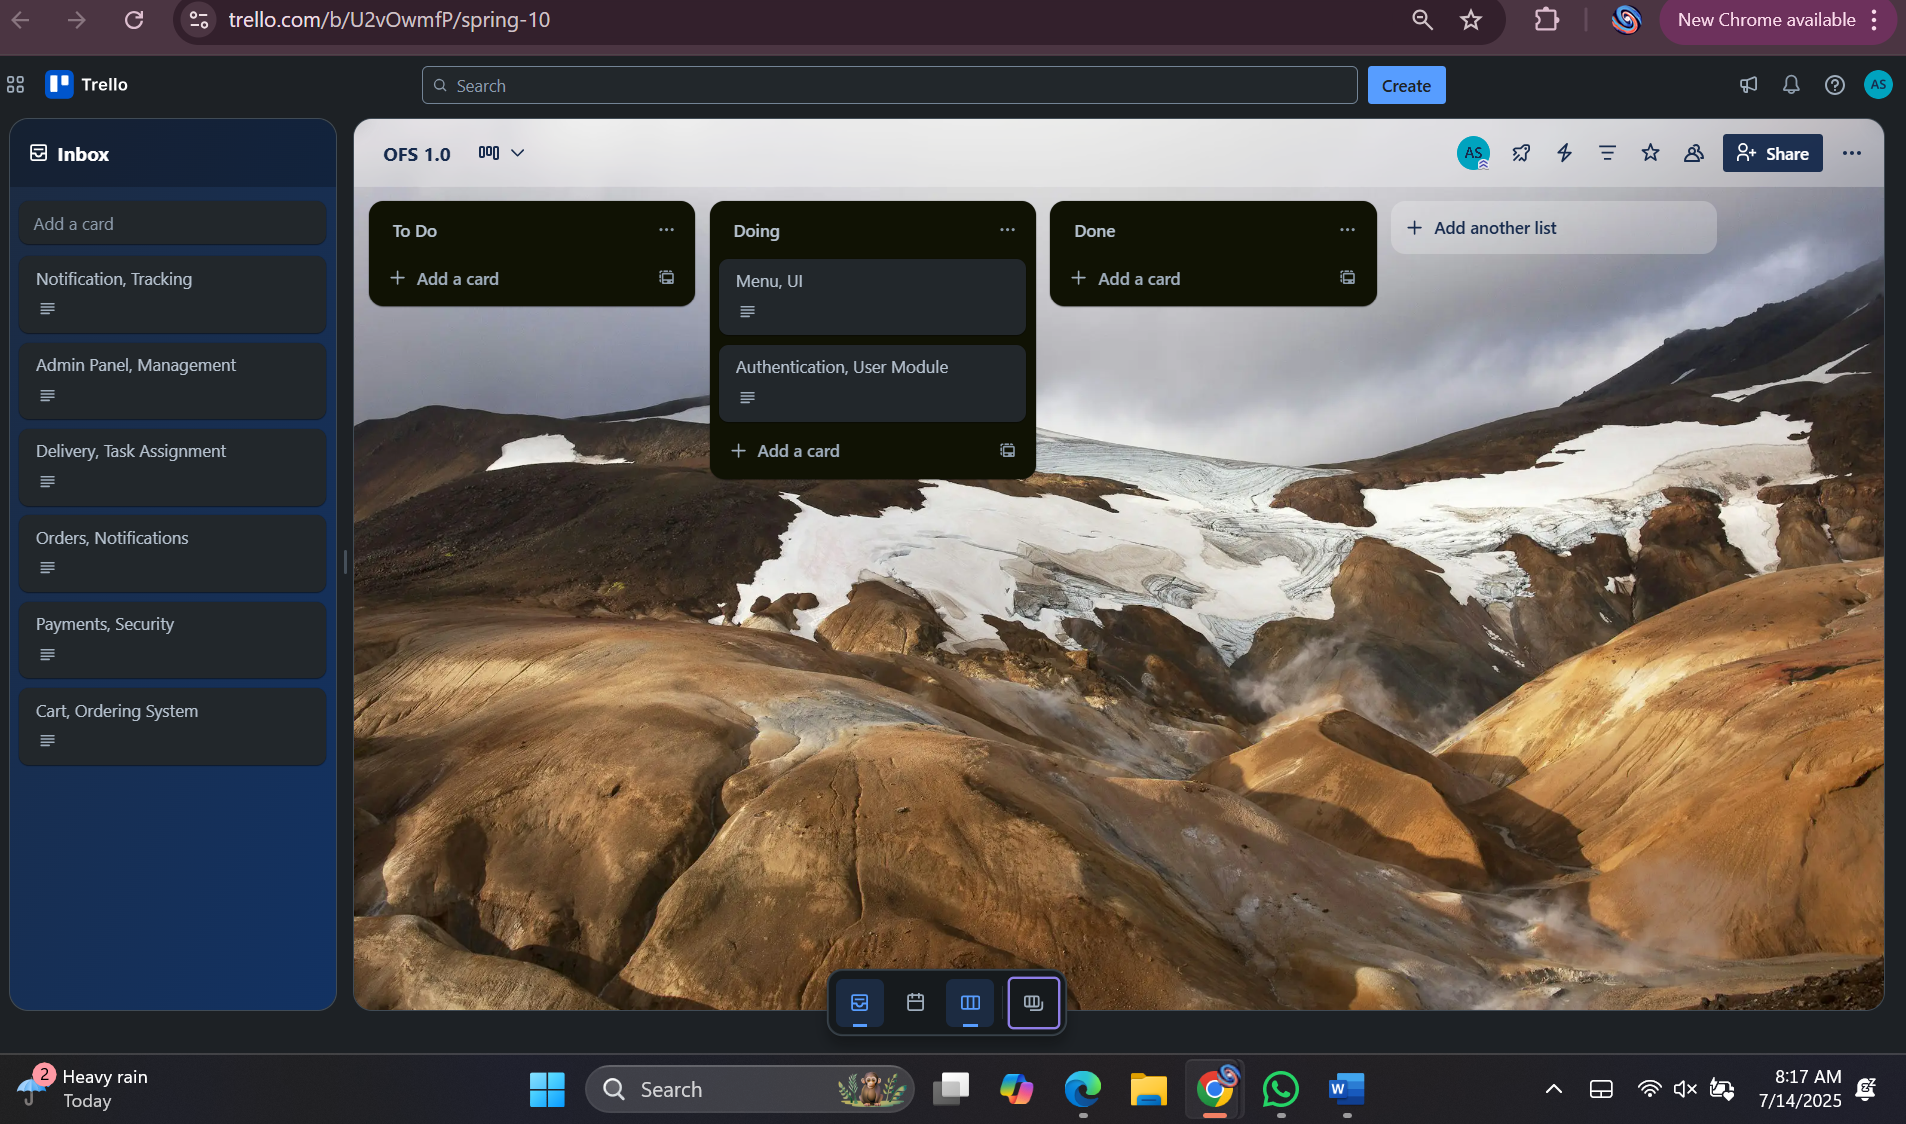 trello.com/b/U2vOwmfP/spring-10
New Chrome available
Trello
Search
Create
AS
Inbox
Add a card
Notification, Tracking
Admin Panel, Management
Delivery, Task Assignment
Orders, Notifications
Payments, Security
Cart, Ordering System
OFS 1.0
AS
Share
To Do
Add a card
Doing
Menu, UI
Authentication, User Module
Add a card
Done
Add a card
Add another list
2
Heavy rain
Today
Search
W
8:17 AM
7/14/2025